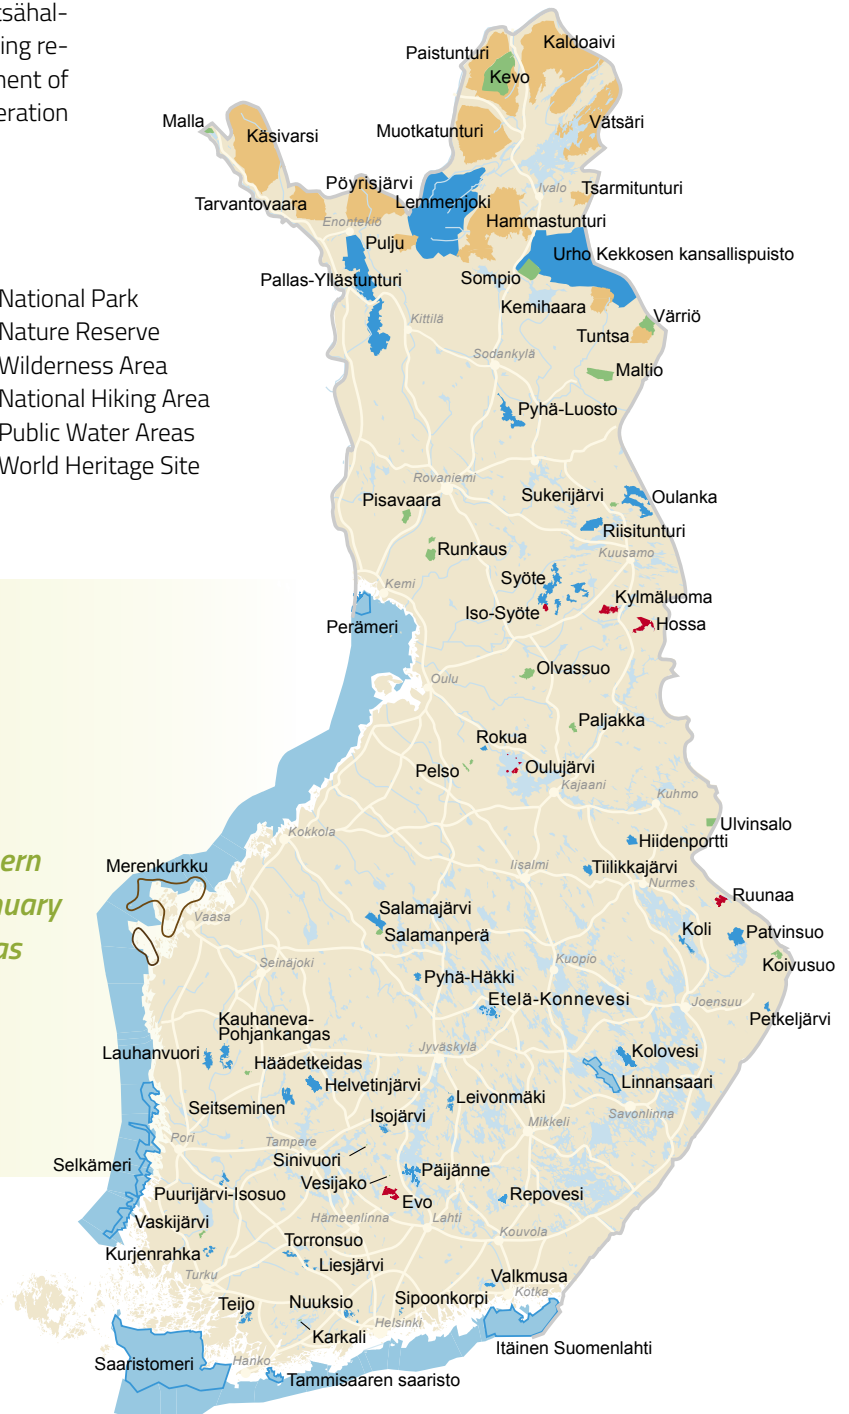 tsähal-
ing re-
ment of
eration
National Park
Nature Reserve
Wilderness Area
National Hiking Area
Public Water Areas
World Heritage Site
ern
nuary
as
Paistunturi
Kaldoaivi
Kevo
Malla
Käsivarsi
Muotkatunturi
Vätsäri
Pöyrisjärvi
Ivalo
Tsarmitunturi
Tarvantovaara
Lemmenjoki
Enontekiö
Hammastunturi
Pulju
Urho Kekkosen kansallispuisto
Pallas-Yllästunturi
Sompio
Kemihaara
Kittilä
Värriö
Tuntsa
Sodankylä
Maltio
Pyhä-Luosto
Rovaniemi
Pisavaara
Sukerijärvi
Oulanka
Riisitunturi
Runkaus
Kuusamo
Kemi
Syöte
Kylmäluoma
Iso-Syöte
Hossa
Perämeri
Olvassuo
Oulu
Paljakka
Rokua
Pelso
Oulujärvi
Kajaani
Kuhmo
Ulvinsalo
Kokkola
Hiidenportti
Merenkurkku
Iisalmi
Tiilikkajärvi
Nurmes
Ruunaa
Vaasa
Salamajärvi
Salamanperä
Koli
Patvinsuo
Seinäjoki
Kuopio
Koivusuo
Pyhä-Häkki
Etelä-Konnevesi
Joensuu
Petkeljärvi
Kauhaneva-
Pohjankangas
Jyväskylä
Lauhanvuori
Kolovesi
Häädetkeidas
Helvetinjärvi
Linnansaari
Leivonmäki
Seitseminen
Isojärvi
Savonlinna
Mikkeli
Pori
Tampere
Sinivuori
Selkämeri
Päijänne
Vesijako
Puurijärvi-Isosuo
Evo
Repovesi
Vaskijärvi
Hämeenlinna
Lahti
Kouvola
Kurjenrahka
Torronsuo
Liesjärvi
Turku
Valkmusa
Kotka
Teijo
Nuuksio
Sipoonkorpi
Helsinki
Karkali
Itäinen Suomenlahti
Saaristomeri
Hanko
Tammisaaren saaristo